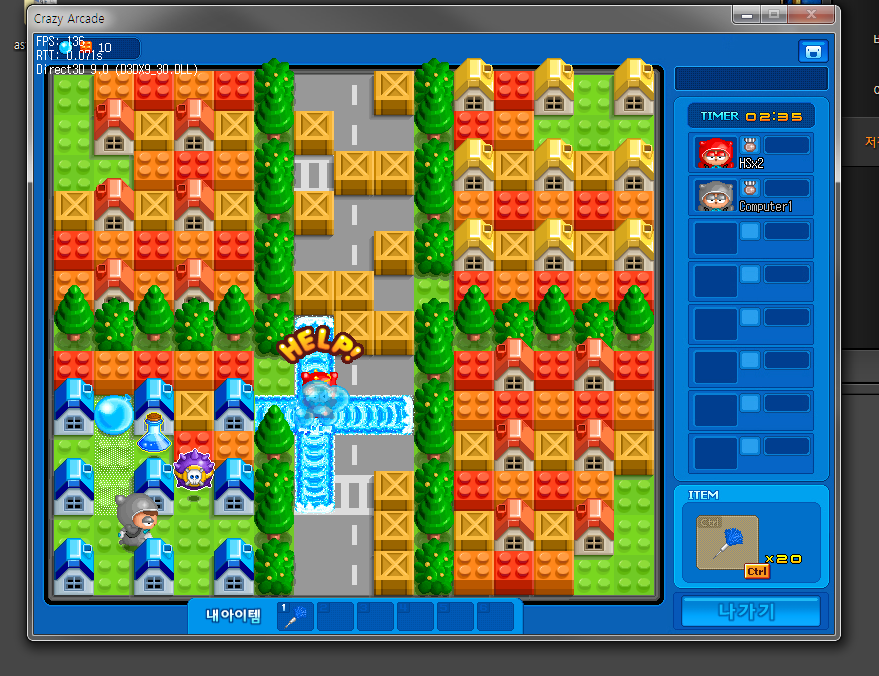 Crazy Arcade
as
FPS: 136
10
RTT: 0.071s
Direct3D 9.0 (D3DX9_30.DLL)
TIMER 02:35
HSx2
Computer1
HELP!
ITEM
Ctrl
x20
Ctrl
내 아이템
1
나가기